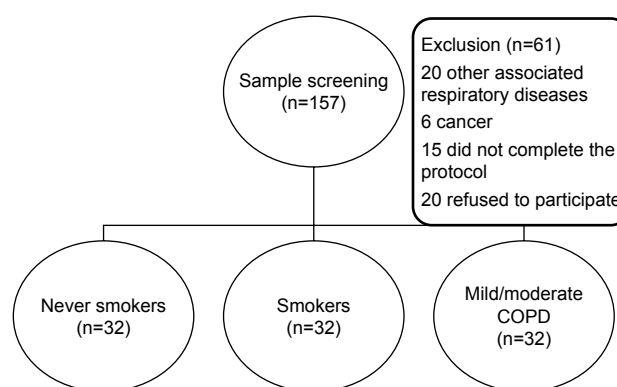 Sample screening
(n=157)
Exclusion (n=61)
20 other associated
respiratory diseases
6 cancer
15 did not complete the
protocol
20 refused to participate
Never smokers
(n=32)
Smokers
(n=32)
Mild/moderate
COPD
(n=32)